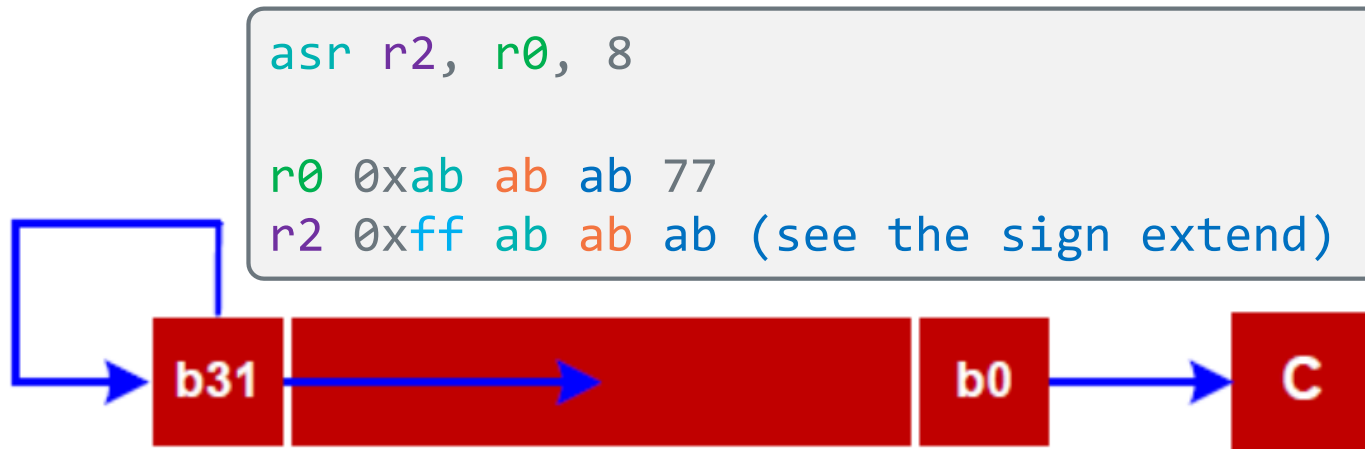 asr r2, r0, 8
r0 0xab ab ab 77
r2 0xff ab ab ab (see the sign extend)
b31 b0 C